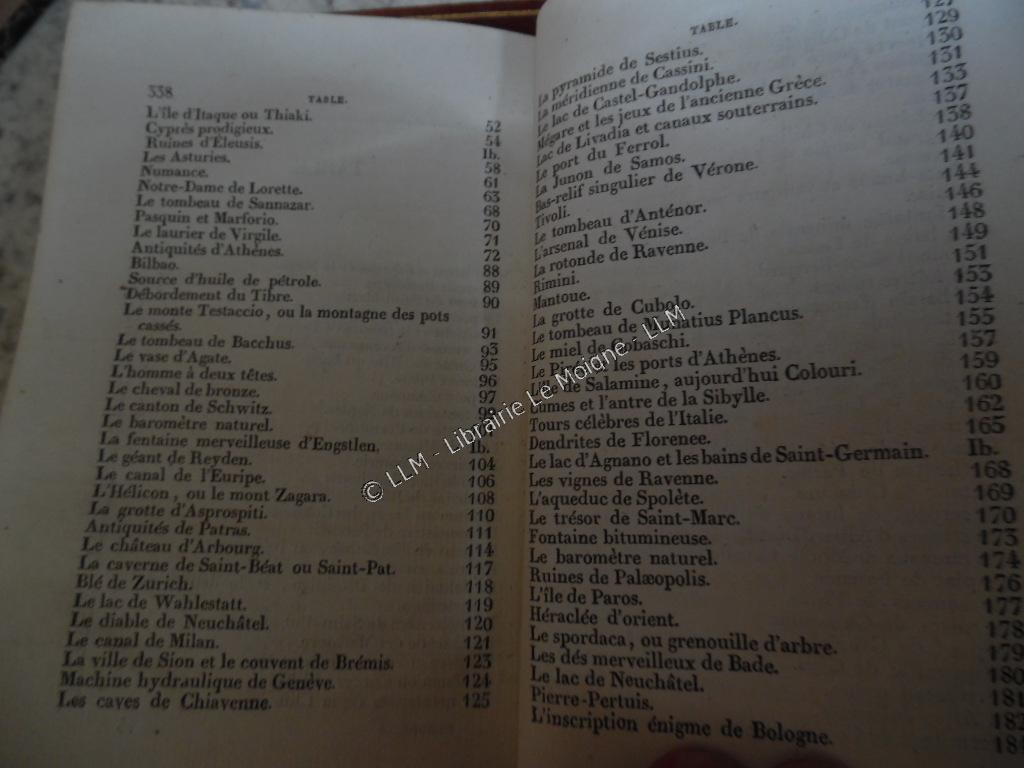 338
TABLE.
L'île d'Itaque ou Thiaki. 52
Cyprès prodigieux. 54
Ruines d'Éleusis. Ib.
Les Asturies. 58
Numance. 61
Notre-Dame de Lorette. 63
Le tombeau de Sannazar. 68
Pasquin et Marforio. 70
Le laurier de Virgile. 71
Antiquités d'Athènes. 72
Bilbao. 88
Source d'huile de pétrole. 89
Débordement du Tibre. 90
Le monte Testaccio, ou la montagne des pots
cassés. 91
Le tombeau de Bacchus. 93
Le vase d'Agate. 95
L'homme à deux têtes. 96
Le cheval de bronze. 97
Le canton de Schwitz.
Le baromètre naturel.
La fontaine merveilleuse d'Engstlen. Ib.
Le géant de Reyden. 104
Le canal de l'Euripe. 106
L'Hélicon, ou le mont Zagara. 108
La grotte d'Asprospiti. 110
Antiquités de Patras. 111
Le château d'Arbourg. 114
La caverne de Saint-Béat ou Saint-Pat. 117
Blé de Zurich. 118
Le lac de Wahlestatt. 119
Le diable de Neuchâtel. 120
Le canal de Milan. 121
La ville de Sion et le couvent de Brémis. 123
Machine hydraulique de Genève. 124
Les caves de Chiavenne. 125
TABLE.
La pyramide de Sestius. 127
La méridienne de Cassini. 129
Le lac de Castel-Gandolphe. 130
Mégare et les jeux de l'ancienne Grèce. 131
Lac de Livadia et canaux souterrains. 133
Le port du Ferrol. 137
La Junon de Samos. 138
Bas-relief singulier de Vérone. 140
Tivoli. 141
Le tombeau d'Anténor. 144
L'arsenal de Vénise. 146
La rotonde de Ravenne. 148
Rimini. 149
Mantoue. 151
La grotte de Cubolo. 153
Le tombeau de Munatius Plancus. 154
Le miel de Cobaschi. 155
Le Pirée et les ports d'Athènes. 157
L'île de Salamine, aujourd'hui Colouri. 159
Cumes et l'antre de la Sibylle. 160
Tours célèbres de l'Italie. 162
Dendrites de Florenee. 165
Le lac d'Agnano et les bains de Saint-Germain. Ib.
Les vignes de Ravenne. 168
L'aqueduc de Spolète. 169
Le trésor de Saint-Marc. 170
Fontaine bitumineuse. 173
Le baromètre naturel. 174
Ruines de Palæopolis. 176
L'île de Paros. 177
Héraclée d'orient. 178
Le spordaca, ou grenouille d'arbre. 179
Les dés merveilleux de Bade. 180
Le lac de Neuchâtel. 181
Pierre-Pertuis. 182
L'inscription énigme de Bologne.
© LLM - Librairie Le Moigne - LLM